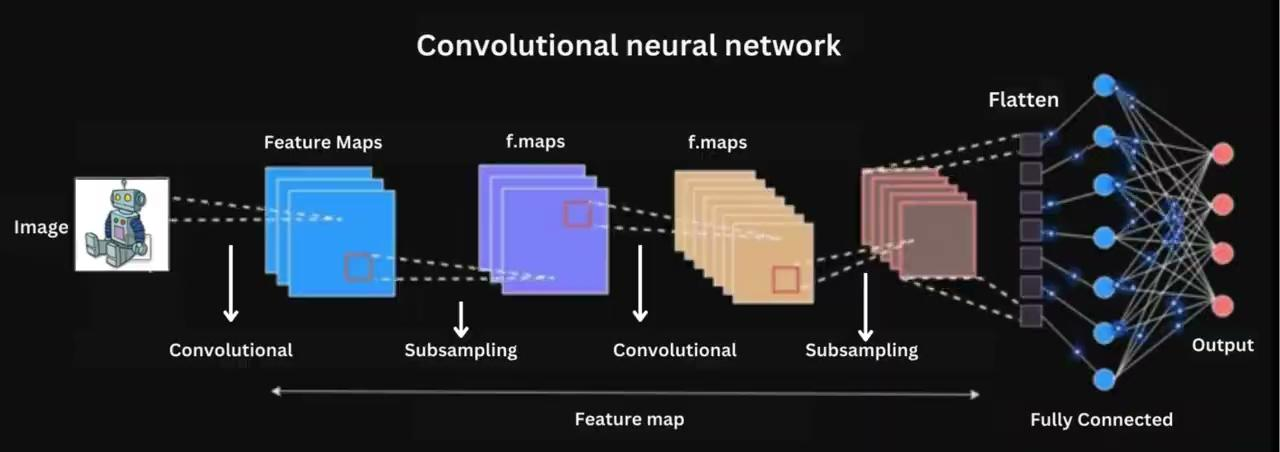 Convolutional neural network
Flatten
Feature Maps
f.maps
f.maps
Image
Convolutional
Subsampling
Convolutional
Subsampling
Output
Feature map
Fully Connected